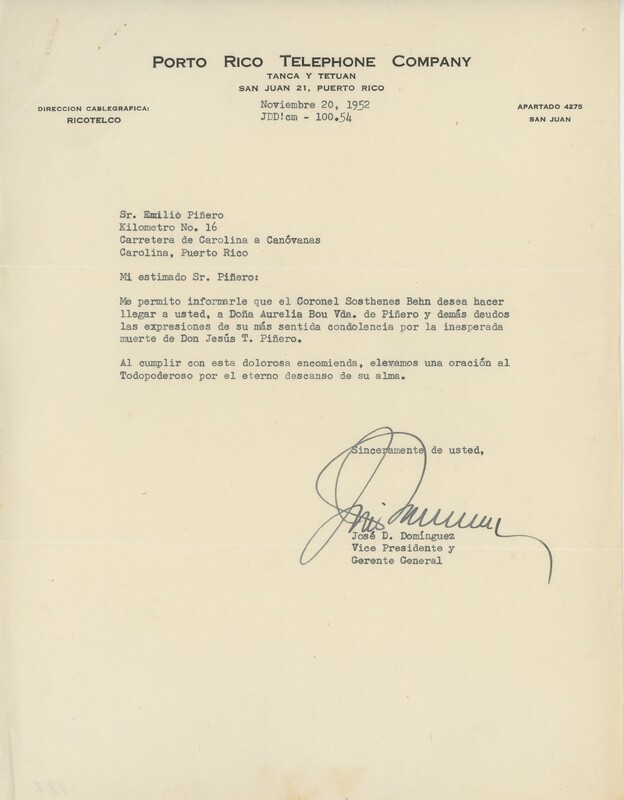 PORTO RICO TELEPHONE COMPANY
TANCA Y TETUAN
SAN JUAN 21, PUERTO RICO
DIRECCION CABLEGRAFICA:
RICOTELCO
Noviembre 20, 1952
JDD!cm - 100.54
APARTADO 4275
SAN JUAN
Sr. Emilio Piñero
Kilometro No. 16
Carretera de Carolina a Canóvanas
Carolina, Puerto Rico
Mi estimado Sr. Piñero:
Me permito informarle que el Coronel Sosthenes Behn desea hacer
llegar a usted, a Doña Aurelia Bou Vda. de Piñero y demás deudos
las expresiones de su más sentida condolencia por la inesperada
muerte de Don Jesús T. Piñero.
Al cumplir con esta dolorosa encomienda, elevamos una oración al
Todopoderoso por el eterno descanso de su alma.
Sinceramente de usted,
José D. Domínguez
Vice Presidente y
Gerente General